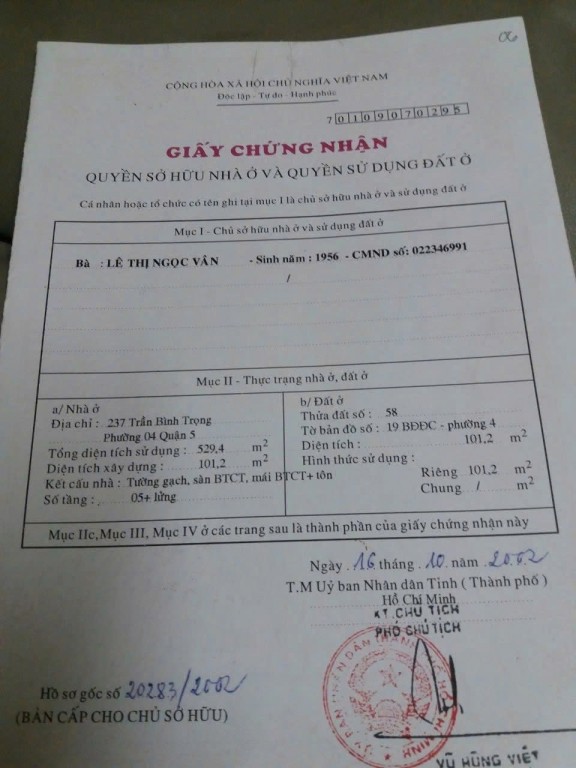 06
CỘNG HÒA XÃ HỘI CHỦ NGHĨA VIỆT NAM
Độc lập - Tự do - Hạnh phúc
7 0109070295
GIẤY CHỨNG NHẬN
QUYỀN SỞ HỮU NHÀ Ở VÀ QUYỀN SỬ DỤNG ĐẤT Ở
Cá nhân hoặc tổ chức có tên ghi tại mục I là chủ sở hữu nhà ở và sử dụng đất ở
Mục I - Chủ sở hữu nhà ở và sử dụng đất ở
Bà : LÊ THỊ NGỌC VÂN - Sinh năm : 1956 - CMND số: 022346991
/
Mục II - Thực trạng nhà ở, đất ở
a/ Nhà ở
Địa chỉ : 237 Trần Bình Trọng
Phường 04 Quận 5
Tổng diện tích sử dụng : 529,4 m2
Diện tích xây dựng : 101,2 m2
Kết cấu nhà : Tường gạch, sàn BTCT, mái BTCT+ tôn
Số tầng : 05+ lửng
b/ Đất ở
Thửa đất số : 58
Tờ bản đồ số : 19 BĐĐC - phường 4
Diện tích : 101,2 m2
Hình thức sử dụng :
Riêng 101,2 m2
Chung / m2
Mục IIc,Mục III, Mục IV ở các trang sau là thành phần của giấy chứng nhận này
Ngày 16 tháng 10 năm 2002
T.M Uỷ ban Nhân dân Tỉnh ( Thành phố )
Hồ Chí Minh
KT.CHỦ TỊCH
PHÓ CHỦ TỊCH
Hồ sơ gốc số 20283/2002
(BẢN CẤP CHO CHỦ SỞ HỮU)
VŨ HÙNG VIỆT